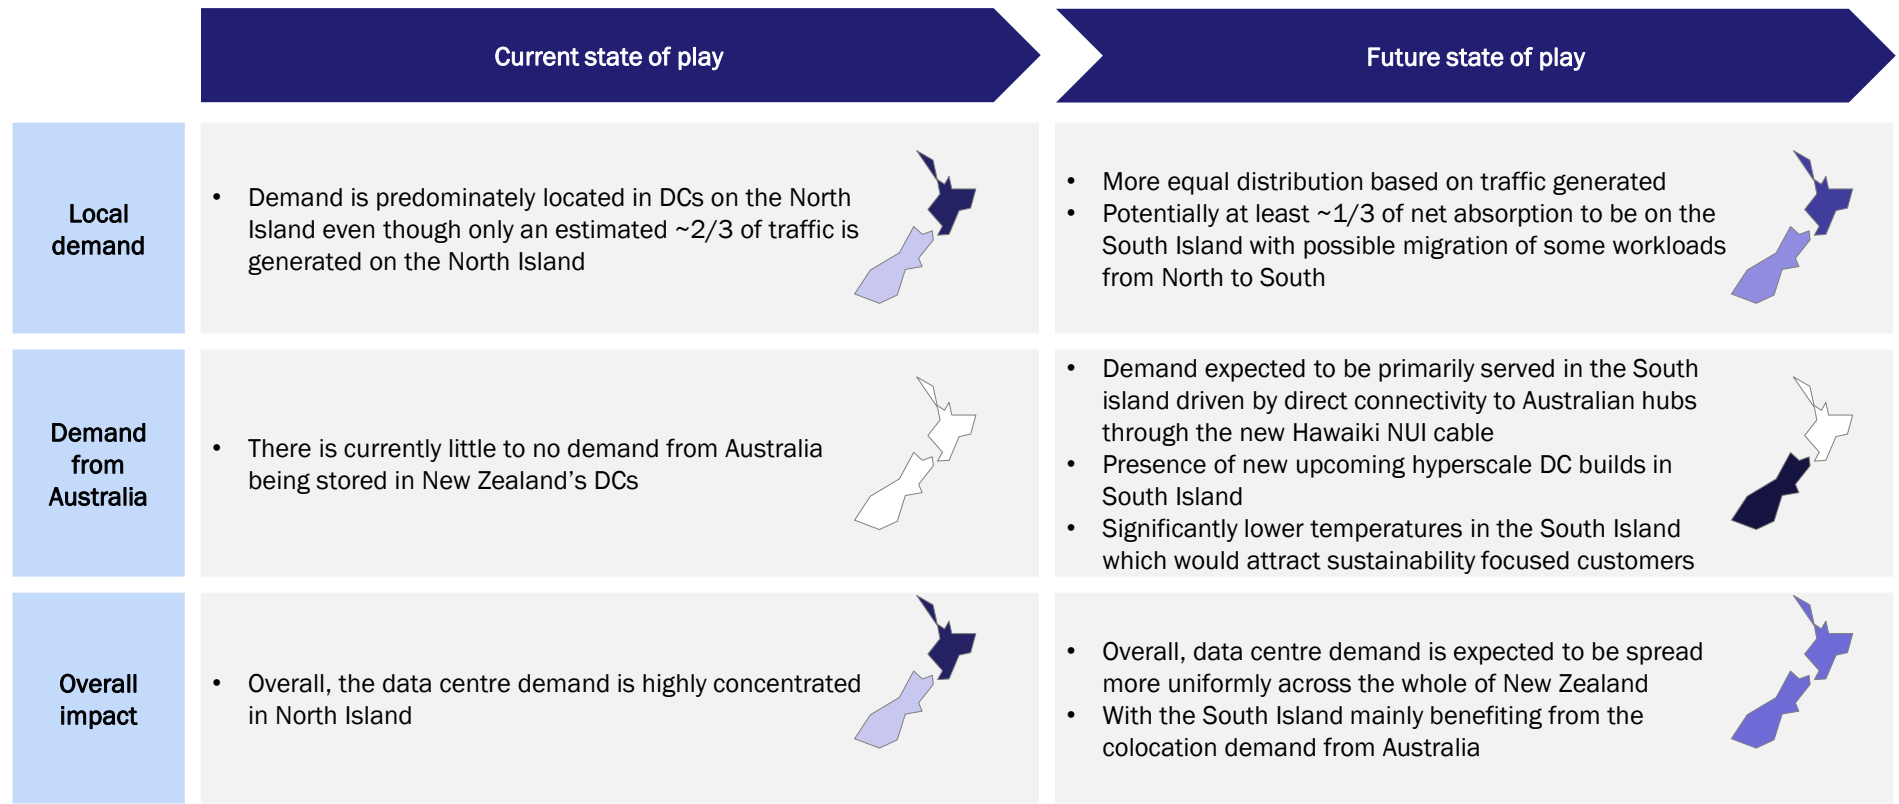 Current state of play
Future state of play
Local
demand
• Demand is predominately located in DCs on the North
Island even though only an estimated ~2/3 of traffic is
generated on the North Island
• More equal distribution based on traffic generated
• Potentially at least ~1/3 of net absorption to be on the
South Island with possible migration of some workloads
from North to South
Demand
from
Australia
• There is currently little to no demand from Australia
being stored in New Zealand’s DCs
• Demand expected to be primarily served in the South
island driven by direct connectivity to Australian hubs
through the new Hawaiki NUI cable
• Presence of new upcoming hyperscale DC builds in
South Island
• Significantly lower temperatures in the South Island
which would attract sustainability focused customers
Overall
impact
• Overall, the data centre demand is highly concentrated
in North Island
• Overall, data centre demand is expected to be spread
more uniformly across the whole of New Zealand
• With the South Island mainly benefiting from the
colocation demand from Australia